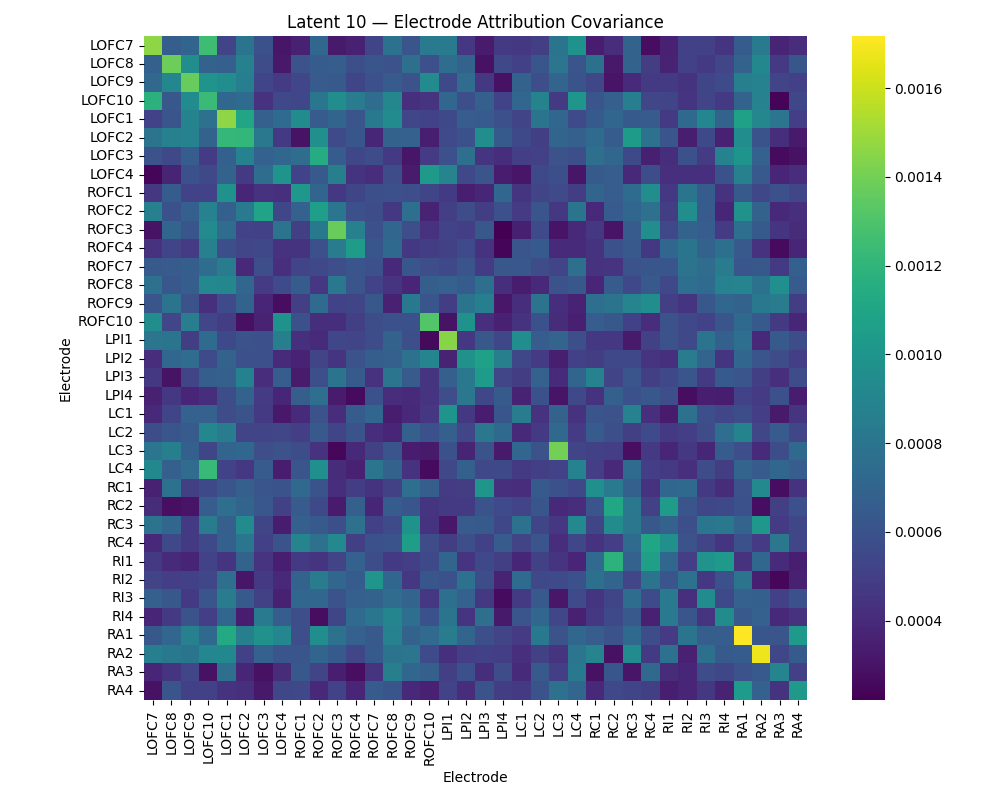 Latent 10 — Electrode Attribution Covariance
Electrode
LOFC7
LOFC8
LOFC9
LOFC10
LOFC1
LOFC2
LOFC3
LOFC4
ROFC1
ROFC2
ROFC3
ROFC4
ROFC7
ROFC8
ROFC9
ROFC10
LPI1
LPI2
LPI3
LPI4
LC1
LC2
LC3
LC4
RC1
RC2
RC3
RC4
RI1
RI2
RI3
RI4
RA1
RA2
RA3
RA4
0.0016
0.0014
0.0012
0.0010
0.0008
0.0006
0.0004
LOFC7
LOFC8
LOFC9
LOFC10
LOFC1
LOFC2
LOFC3
LOFC4
ROFC1
ROFC2
ROFC3
ROFC4
ROFC7
ROFC8
ROFC9
ROFC10
LPI1
LPI2
LPI3
LPI4
LC1
LC2
LC3
LC4
RC1
RC2
RC3
RC4
RI1
RI2
RI3
RI4
RA1
RA2
RA3
RA4
Electrode